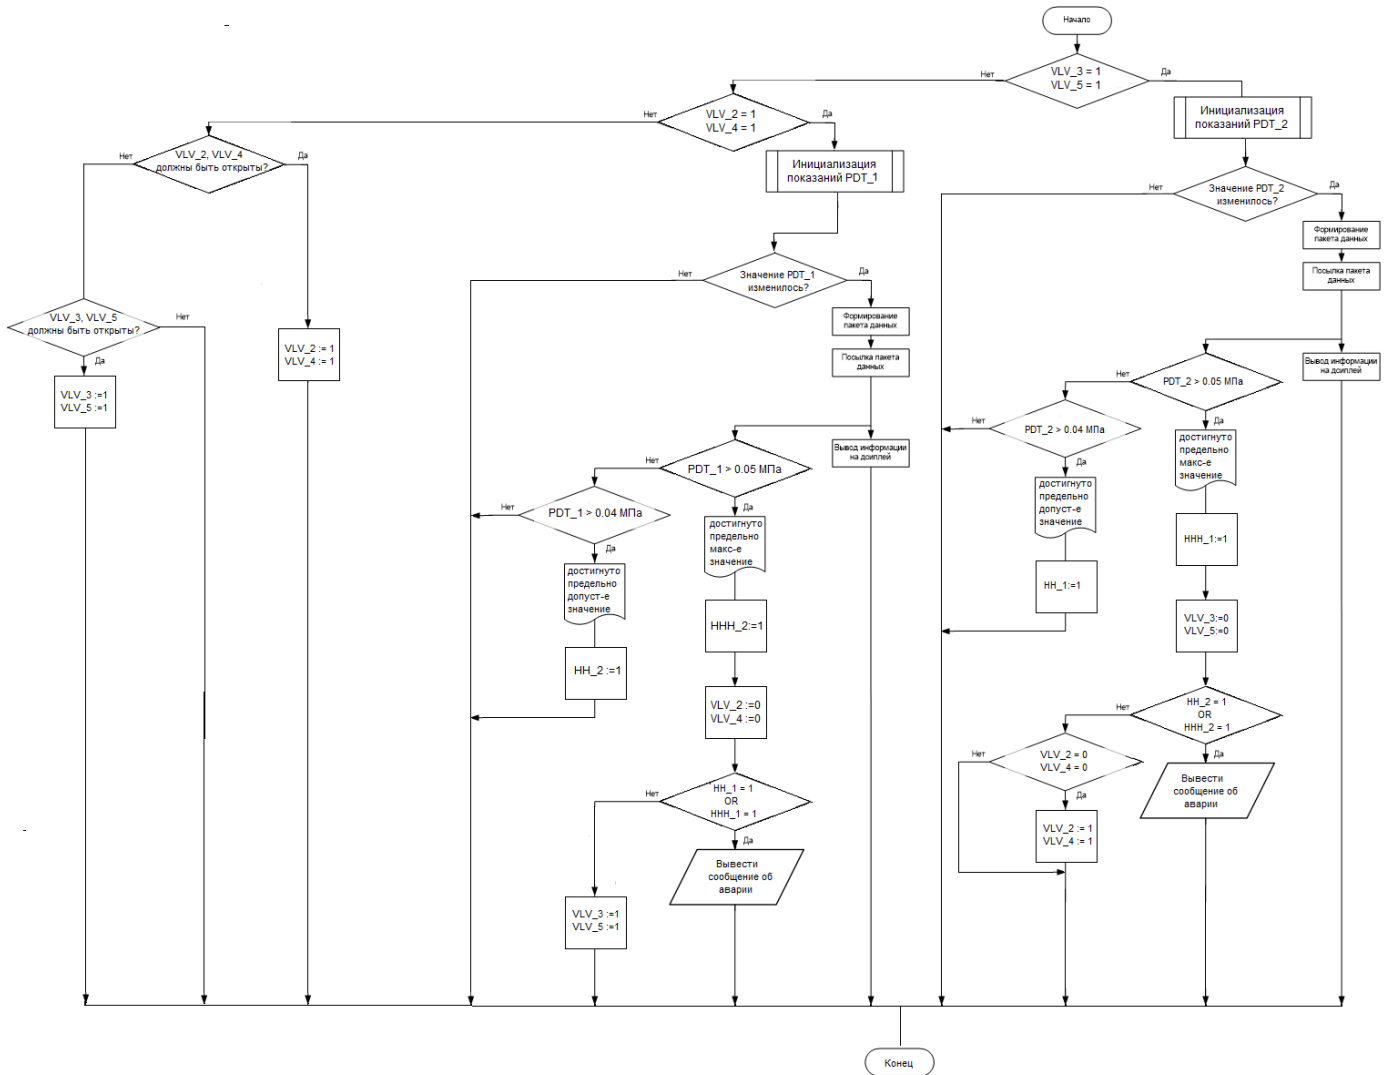 Начало
VLV_3 = 1
VLV_5 = 1
Нет
Да
Инициализация
показаний PDT_2
VLV_2 = 1
VLV_4 = 1
Нет
Да
Инициализация
показаний PDT_1
VLV_2, VLV_4
должны быть открыты?
Нет
Да
VLV_3, VLV_5
должны быть открыты?
Нет
Да
VLV_3 :=1
VLV_5 :=1
VLV_2 := 1
VLV_4 := 1
Значение PDT_1
изменилось?
Нет
Да
Формирование
пакета данных
Посылка пакета
данных
Вывод информации
на доиплей
PDT_1 > 0.05 МПа
Нет
Да
PDT_1 > 0.04 МПа
Нет
Да
достигнуто
предельно
допуст-е
значение
HH_2 :=1
достигнуто
предельно
макс-е
значение
HHH_2:=1
VLV_2 :=0
VLV_4 :=0
HH_1 = 1
OR
HHH_1 = 1
Нет
Да
VLV_3 :=1
VLV_5 :=1
Вывести
сообщение об
аварии
Значение PDT_2
изменилось?
Нет
Да
Формирование
пакета данных
Посылка пакета
данных
Вывод информации
на доиплей
PDT_2 > 0.05 МПа
Нет
Да
PDT_2 > 0.04 МПа
Нет
Да
достигнуто
предельно
допуст-е
значение
HH_1:=1
достигнуто
предельно
макс-е
значение
HHH_1:=1
VLV_3:=0
VLV_5:=0
HH_2 = 1
OR
HHH_2 = 1
Нет
Да
VLV_2 = 0
VLV_4 = 0
Нет
Да
VLV_2 := 1
VLV_4 := 1
Вывести
сообщение об
аварии
Конец